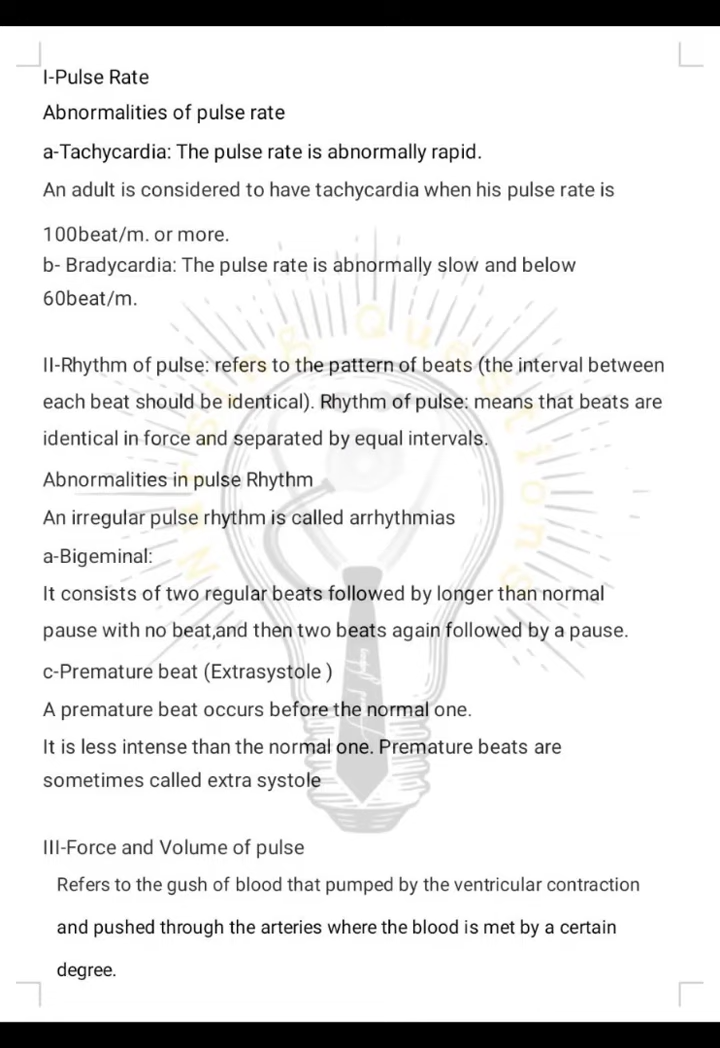 I-Pulse Rate
Abnormalities of pulse rate
a-Tachycardia: The pulse rate is abnormally rapid.
An adult is considered to have tachycardia when his pulse rate is
100beat/m. or more.
b- Bradycardia: The pulse rate is abnormally slow and below
60beat/m.
II-Rhythm of pulse: refers to the pattern of beats (the interval between
each beat should be identical). Rhythm of pulse: means that beats are
identical in force and separated by equal intervals.
Abnormalities in pulse Rhythm
An irregular pulse rhythm is called arrhythmias
a-Bigeminal:
It consists of two regular beats followed by longer than normal
pause with no beat,and then two beats again followed by a pause.
c-Premature beat (Extrasystole )
A premature beat occurs before the normal one.
It is less intense than the normal one. Premature beats are
sometimes called extra systole
III-Force and Volume of pulse
Refers to the gush of blood that pumped by the ventricular contraction
and pushed through the arteries where the blood is met by a certain
degree.
Nursing Questions